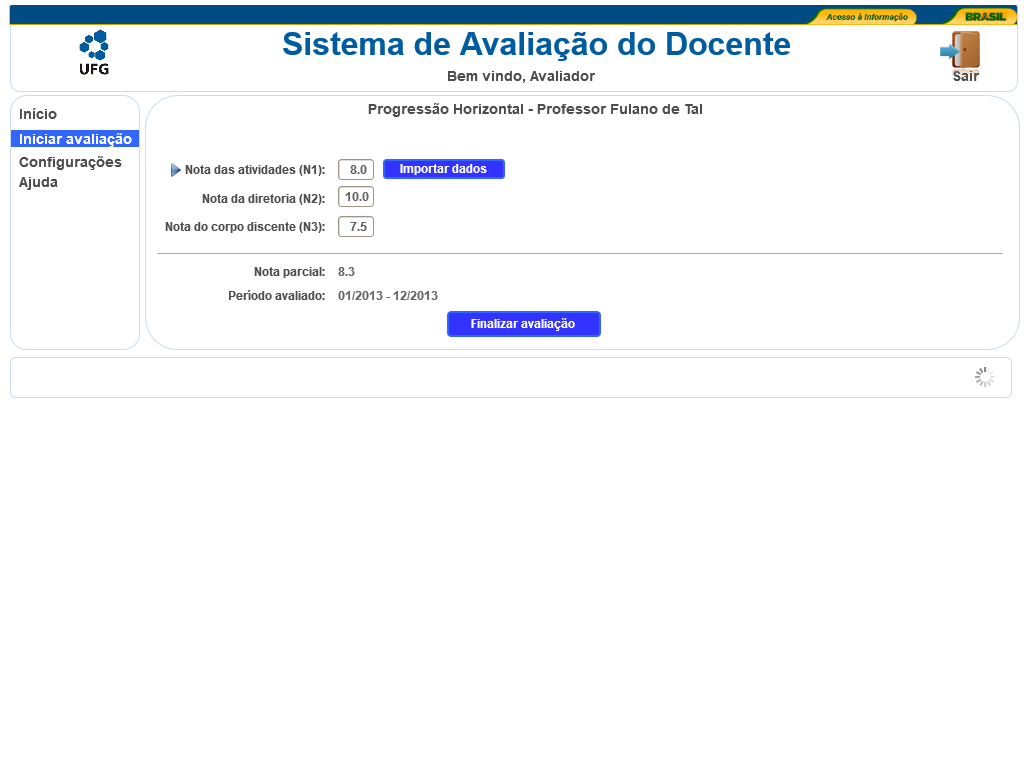 Acesso à Informação BRASIL
UFG
Sistema de Avaliação do Docente
Bem vindo, Avaliador
Sair
Início
Iniciar avaliação
Configurações
Ajuda
Progressão Horizontal - Professor Fulano de Tal
Nota das atividades (N1): 8.0 Importar dados
Nota da diretoria (N2): 10.0
Nota do corpo discente (N3): 7.5
Nota parcial: 8.3
Período avaliado: 01/2013 - 12/2013
Finalizar avaliação